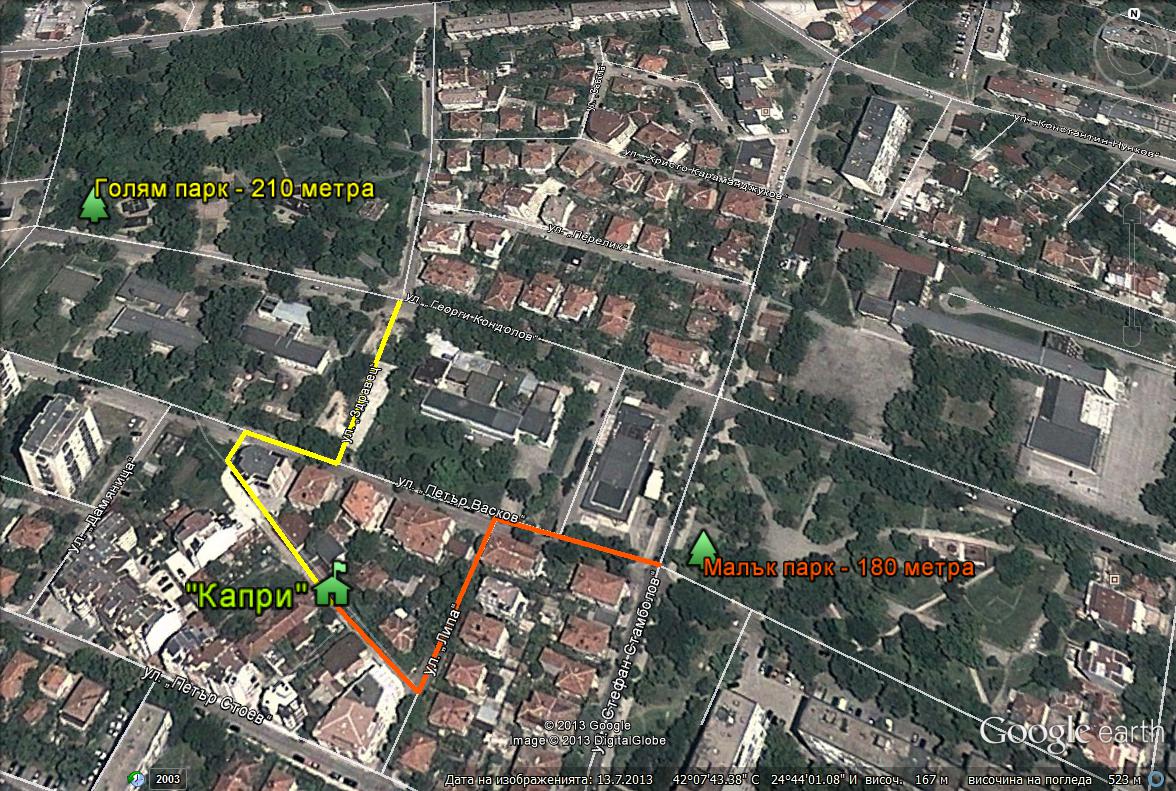 N
ул. „Савица"
ул. „Константин Нунков"
ул. „Христо Караманджуков"
Голям парк - 210 метра
ул. „Перелик"
ул. „Георги Кондолов"
ул. „Здравец"
ул. „Дамяница"
ул. „Петър Васков"
Малък парк - 180 метра
"Капри"
ул. „Липа"
ул. „Стефан Стамболов"
ул. „Петър Стоев"
© 2013 Google
Image © 2013 DigitalGlobe
Google earth
2003
Дата на изображенията: 13.7.2013 42°07'43.38" С 24°44'01.08" И височ. 167 м височина на погледа 523 м